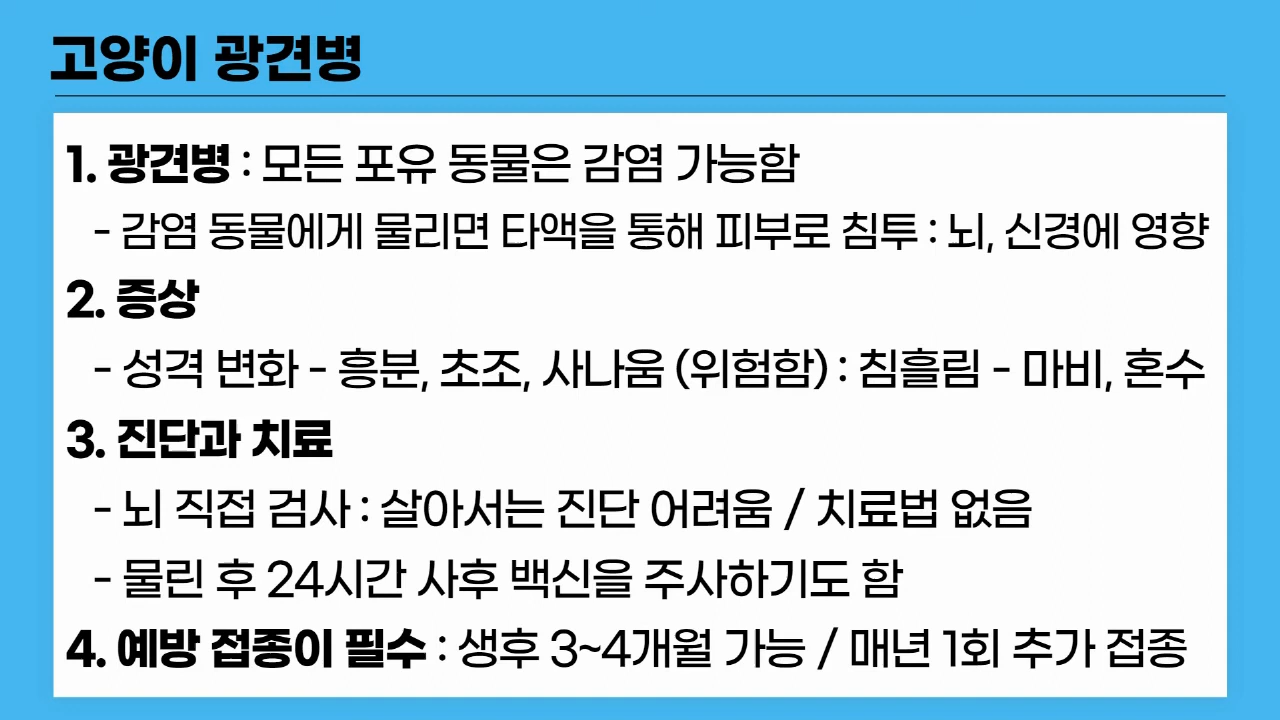 고양이 광견병
1. 광견병 : 모든 포유 동물은 감염 가능함
- 감염 동물에게 물리면 타액을 통해 피부로 침투 : 뇌, 신경에 영향
2. 증상
- 성격 변화 - 흥분, 초조, 사나움 (위험함) : 침흘림 - 마비, 혼수
3. 진단과 치료
- 뇌 직접 검사 : 살아서는 진단 어려움 / 치료법 없음
- 물린 후 24시간 사후 백신을 주사하기도 함
4. 예방 접종이 필수 : 생후 3~4개월 가능 / 매년 1회 추가 접종